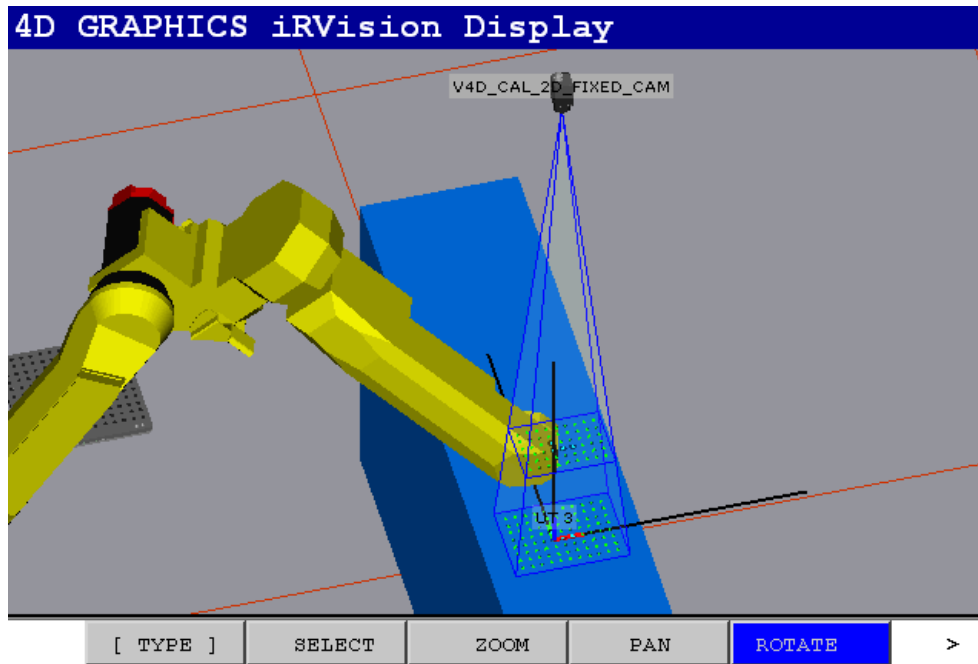 4D GRAPHICS iRVision Display
V4D_CAL_2D_FIXED_CAM
UT 3
[ TYPE ] SELECT ZOOM PAN ROTATE >